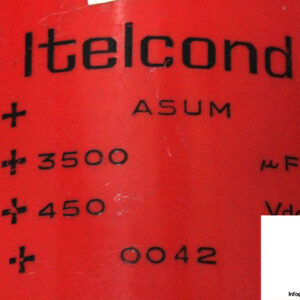 Itelcond
+ ASUM
+ 3500 µF
+ 450 Vd
+ 0042